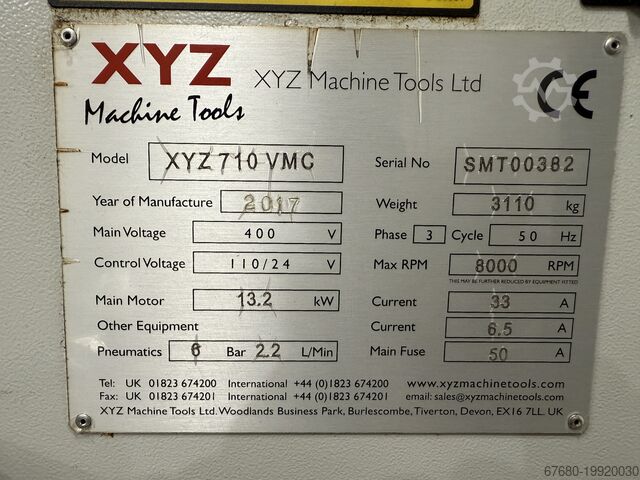 XYZ
Machine Tools
XYZ Machine Tools Ltd
CE
Model XYZ 710 VMC
Serial No SMT00382
Year of Manufacture 2017
Weight 3110 kg
Main Voltage 400 V
Phase 3 Cycle 50 Hz
Control Voltage 110/24 V
Max RPM 8000 RPM
THIS MAY BE FURTHER REDUCED BY EQUIPMENT FITTED
Main Motor 13.2 kW
Current 33 A
Other Equipment
Current 6.5 A
Pneumatics 6 Bar 2.2 L/Min
Main Fuse 50 A
Tel: UK 01823 674200 International +44 (0)1823 674200 www.xyzmachinetools.com
Fax: UK 01823 674201 International +44 (0)1823 674201 email: sales@xyzmachinetools.com
XYZ Machine Tools Ltd. Woodlands Business Park, Burlescombe, Tiverton, Devon, EX16 7LL. UK
67680-19920030